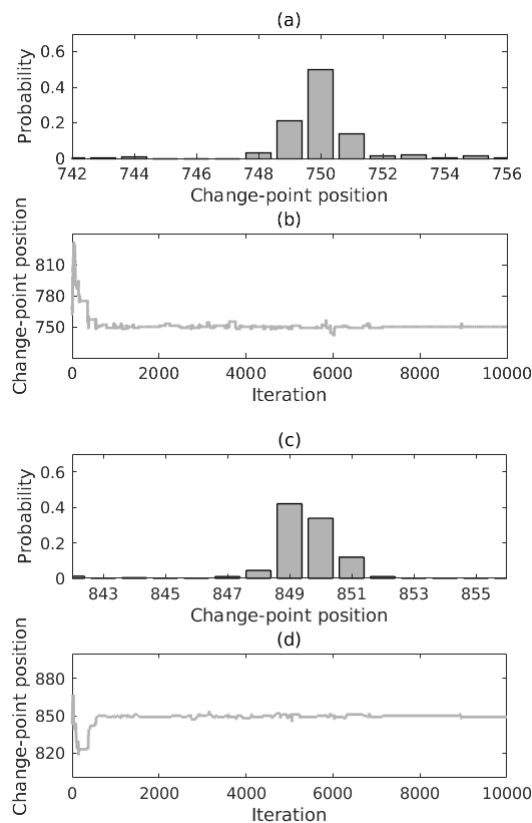 (a)
Probability
0.6
0.4
0.2
0
742 744 746 748 750 752 754 756
Change-point position
(b)
Change-point position
810
780
750
0 2000 4000 6000 8000 10000
Iteration
(c)
Probability
0.6
0.4
0.2
0
843 845 847 849 851 853 855
Change-point position
(d)
Change-point position
880
850
820
0 2000 4000 6000 8000 10000
Iteration